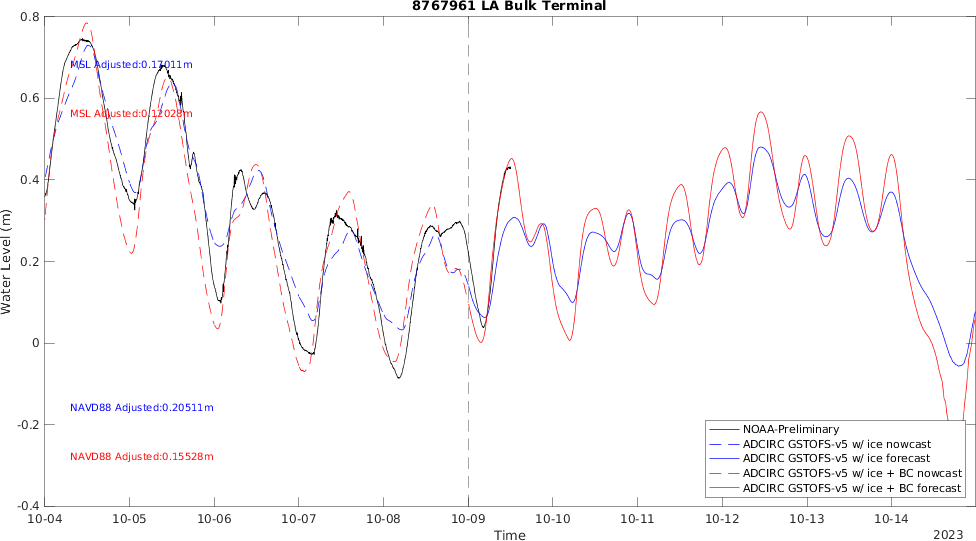 8767961 LA Bulk Terminal
0.8
0.6
0.4
0.2
0
-0.2
-0.4
Water Level (m)
MSL Adjusted:0.17011m
MSL Adjusted:0.12028m
NAVD88 Adjusted:0.20511m
NAVD88 Adjusted:0.15528m
NOAA-Preliminary
ADCIRC GSTOFS-v5 w/ ice nowcast
ADCIRC GSTOFS-v5 w/ ice forecast
ADCIRC GSTOFS-v5 w/ ice + BC nowcast
ADCIRC GSTOFS-v5 w/ ice + BC forecast
10-04 10-05 10-06 10-07 10-08 10-09 10-10 10-11 10-12 10-13 10-14
Time
2023